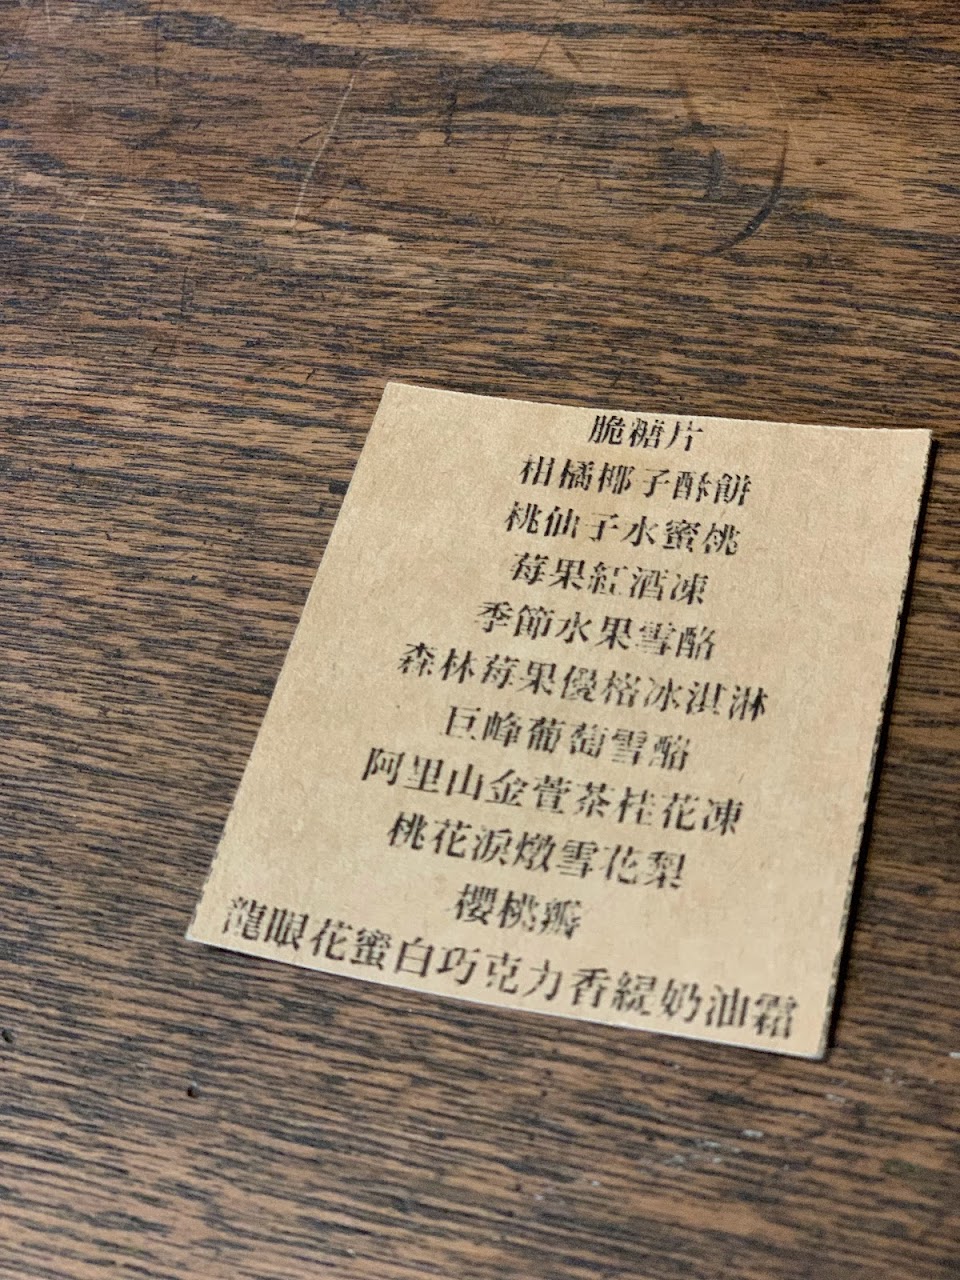 脆糖片
柑橘椰子酥餅
桃仙子水蜜桃
莓果紅酒凍
季節水果雪酪
森林莓果優格冰淇淋
巨峰葡萄雪酪
阿里山金萱茶桂花凍
桃花淚燉雪花梨
櫻桃瓣
龍眼花蜜白巧克力香緹奶油霜